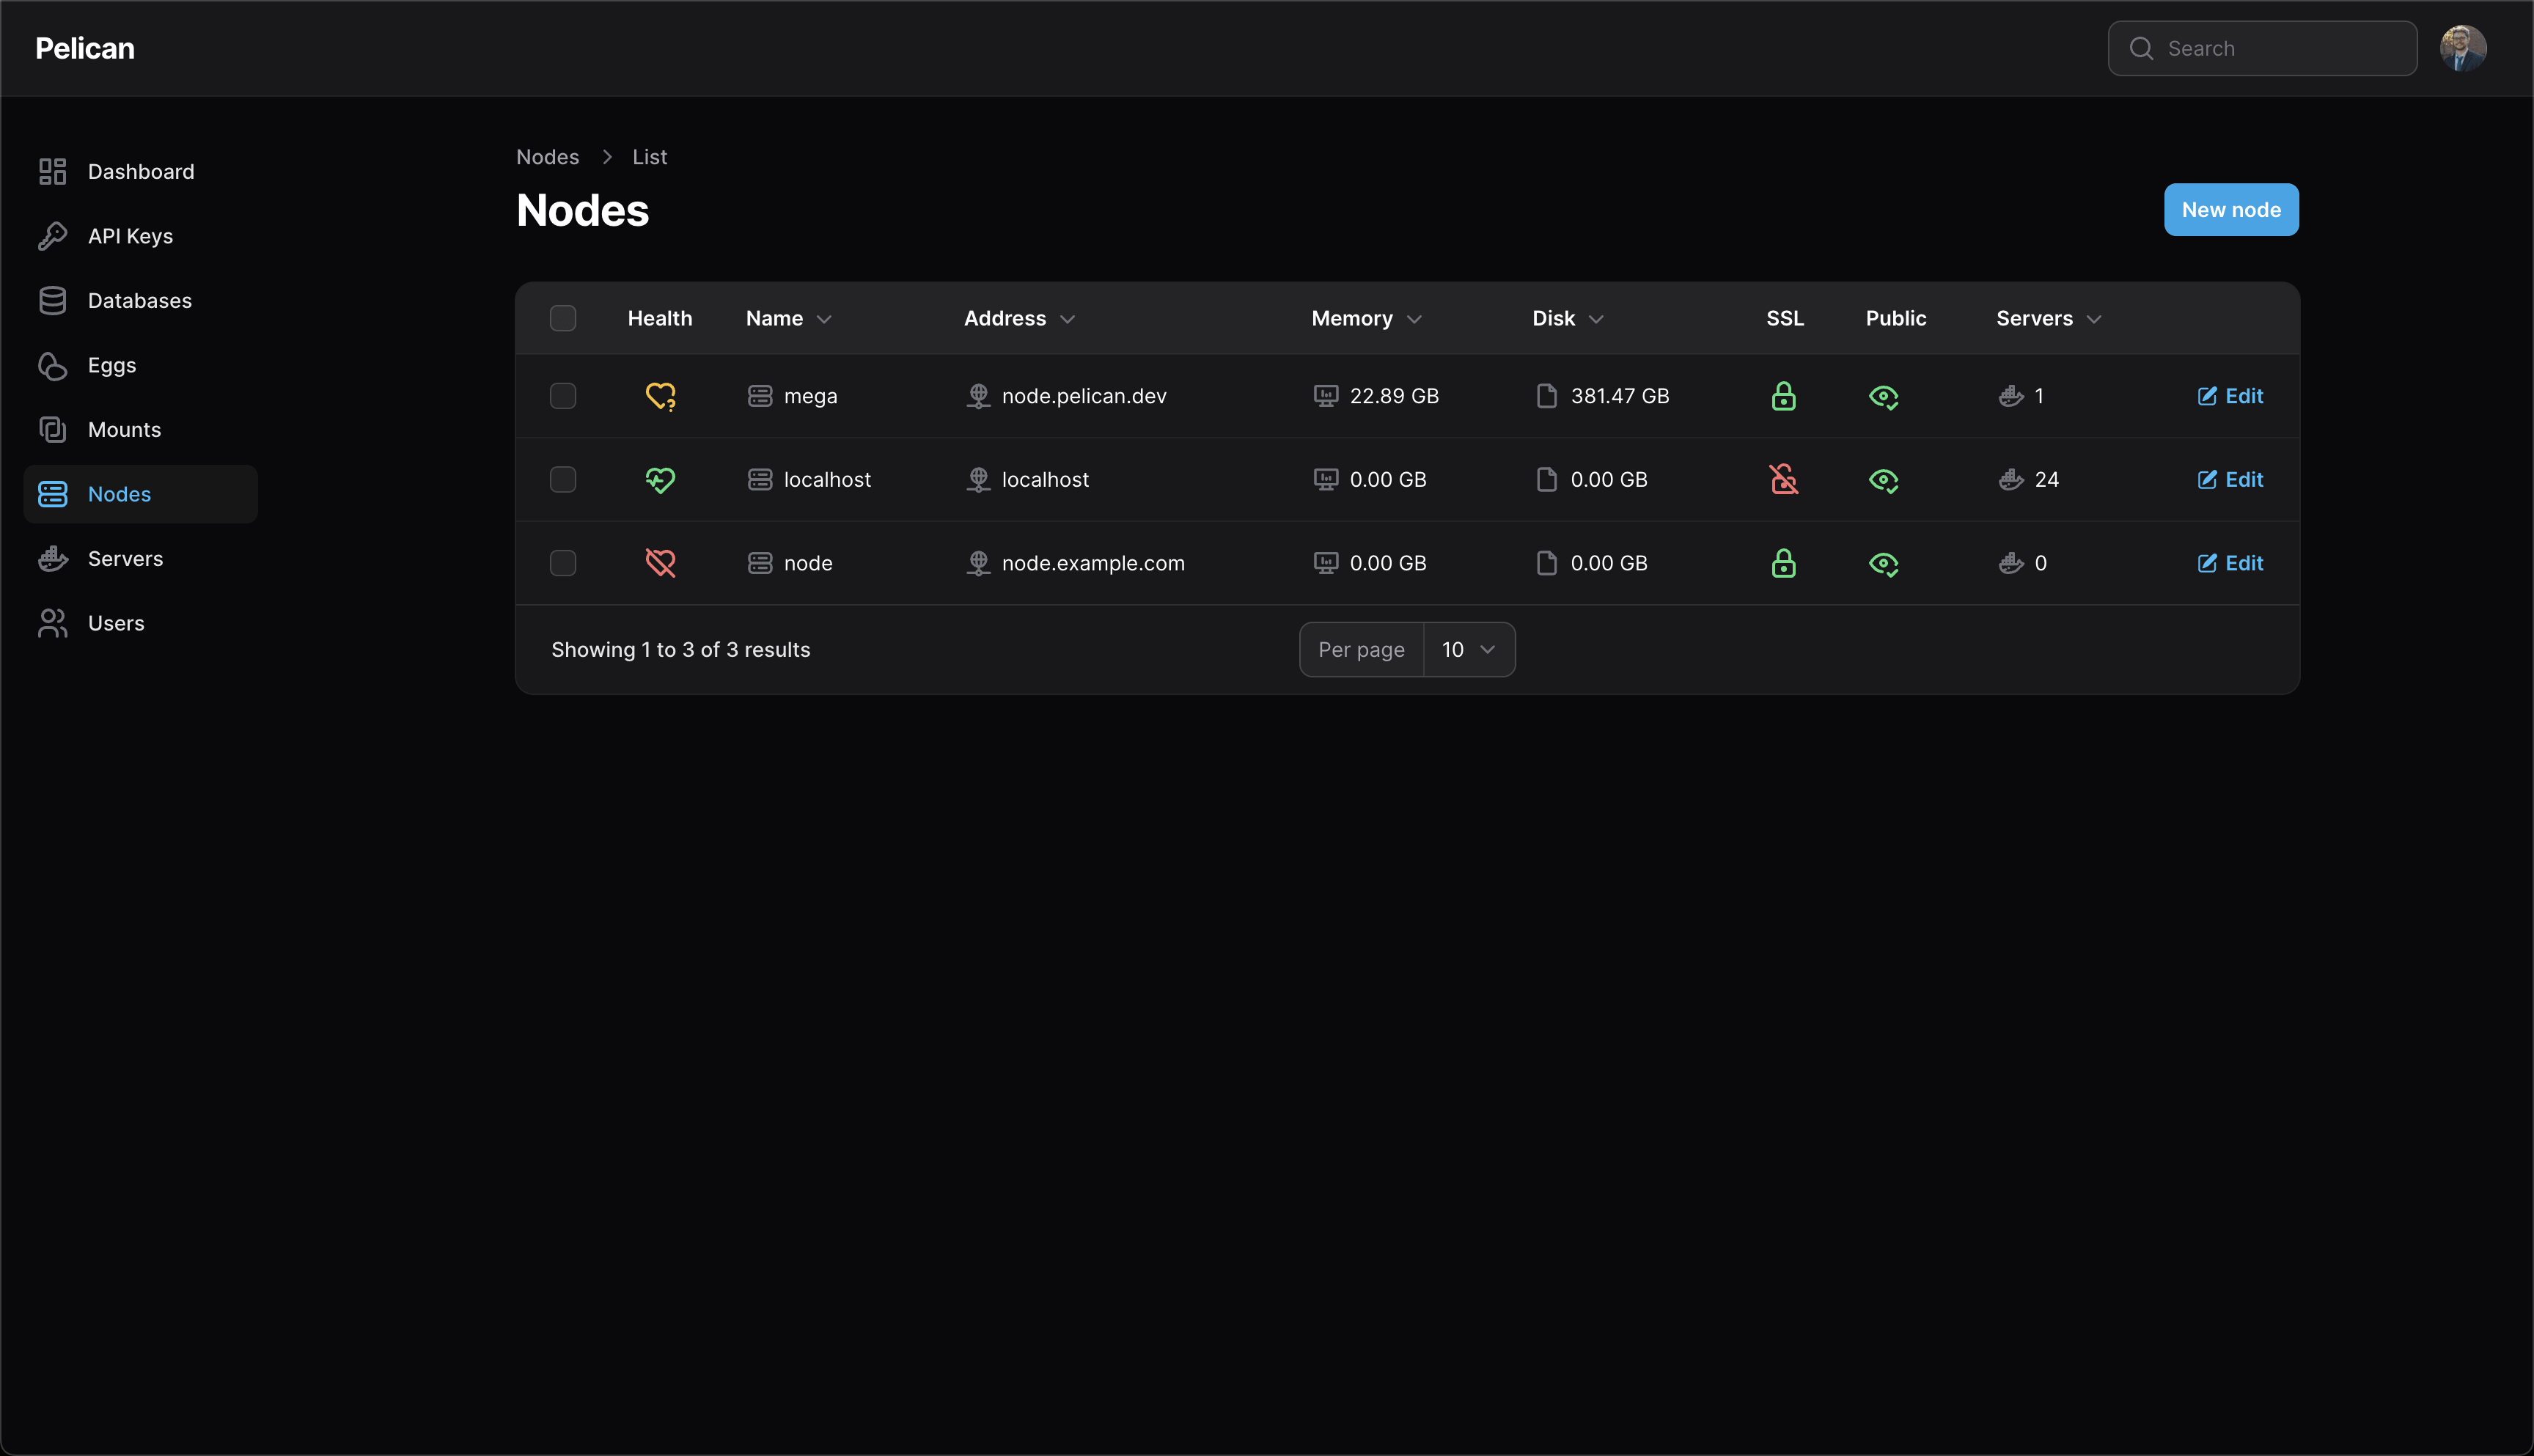 Pelican
Search
Dashboard
API Keys
Databases
Eggs
Mounts
Nodes
Servers
Users
Nodes > List
Nodes
New node
Health Name Address Memory Disk SSL Public Servers
mega node.pelican.dev 22.89 GB 381.47 GB 1 Edit
localhost localhost 0.00 GB 0.00 GB 24 Edit
node node.example.com 0.00 GB 0.00 GB 0 Edit
Showing 1 to 3 of 3 results Per page 10